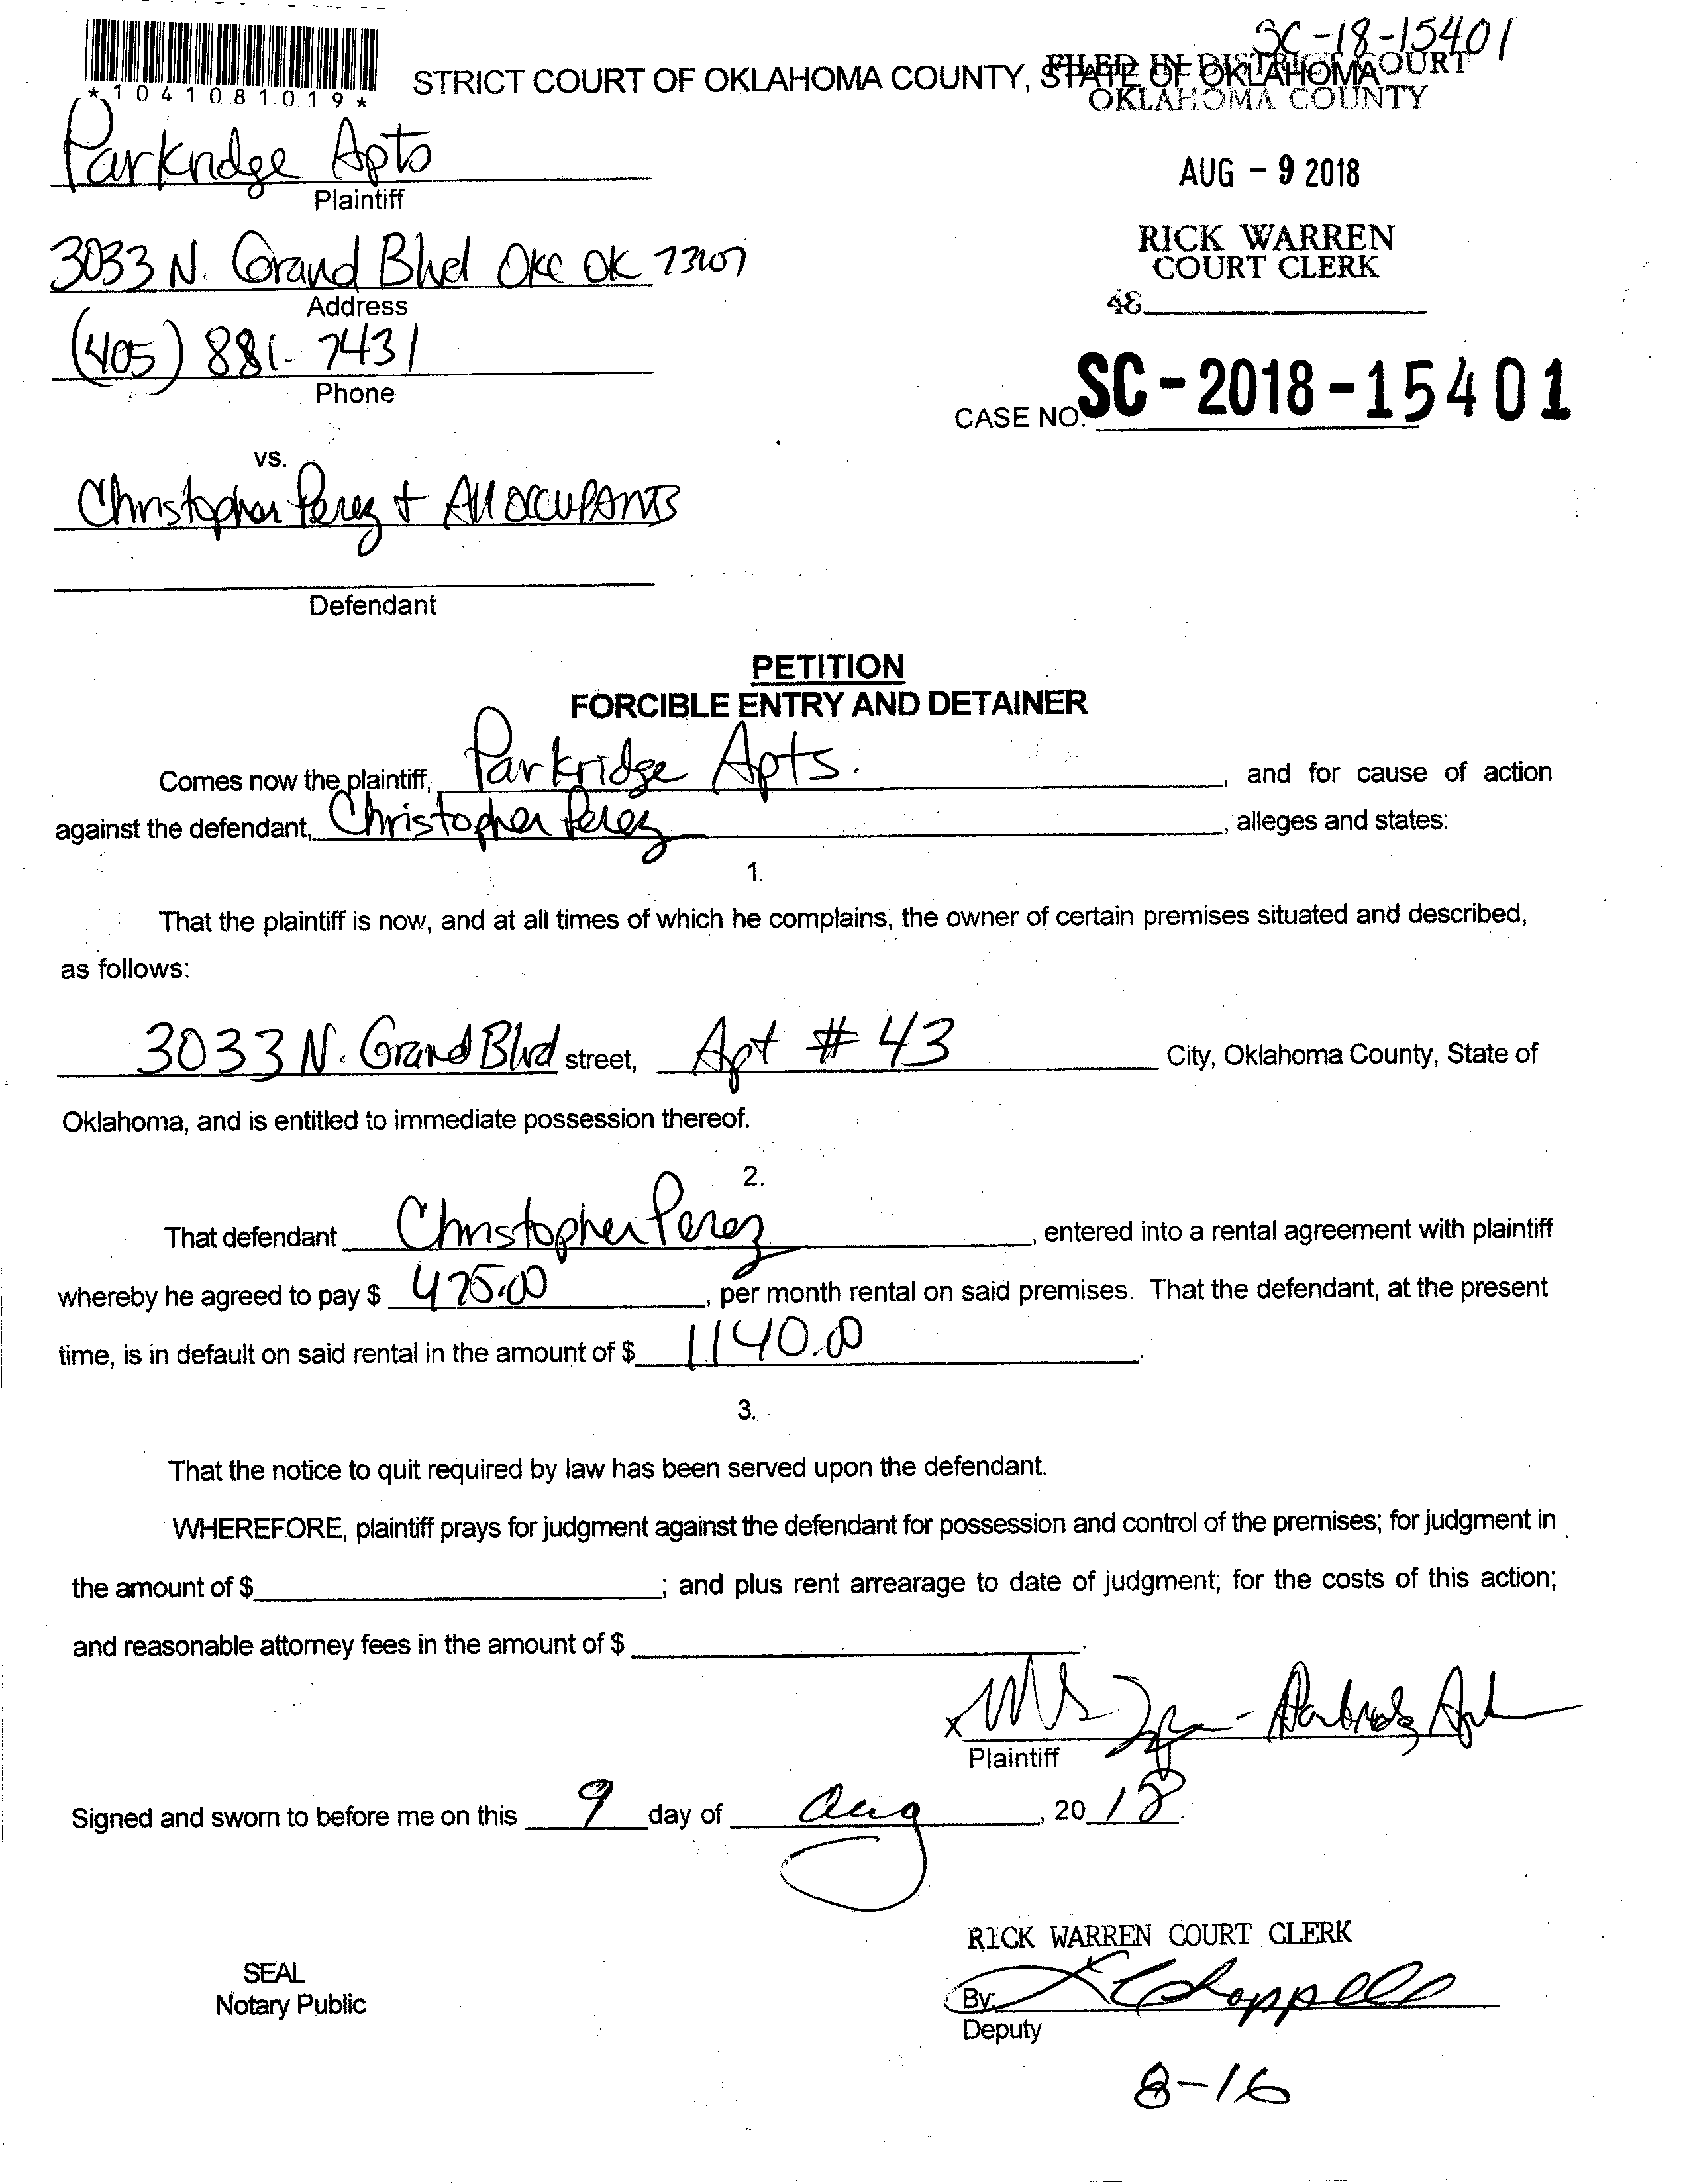 SC-18-15401
*1041081019*
STRICT COURT OF OKLAHOMA COUNTY, STATE OF OKLAHOMA
FILED IN DISTRICT COURT
OKLAHOMA COUNTY
Parkridge Apts
Plaintiff
AUG - 9 2018
3033 N. Grand Blvd OKC OK 73107
Address
RICK WARREN
COURT CLERK
48
(405) 881-7431
Phone
CASE NO. SC-2018-15401
vs.
Christopher Perez + All OCCUPANTS
Defendant
PETITION
FORCIBLE ENTRY AND DETAINER
Comes now the plaintiff, Parkridge Apts. , and for cause of action
against the defendant, Christopher Perez , alleges and states:
1.
That the plaintiff is now, and at all times of which he complains, the owner of certain premises situated and described,
as follows:
3033 N. Grand Blvd street, Apt # 43 City, Oklahoma County, State of
Oklahoma, and is entitled to immediate possession thereof.
2.
That defendant Christopher Perez , entered into a rental agreement with plaintiff
whereby he agreed to pay $ 475.00 , per month rental on said premises. That the defendant, at the present
time, is in default on said rental in the amount of $ 1140.00 .
3.
That the notice to quit required by law has been served upon the defendant.
WHEREFORE, plaintiff prays for judgment against the defendant for possession and control of the premises; for judgment in
the amount of $ ; and plus rent arrearage to date of judgment; for the costs of this action;
and reasonable attorney fees in the amount of $ .
x
Plaintiff
Signed and sworn to before me on this 9 day of Aug , 20 18.
RICK WARREN COURT CLERK
SEAL
Notary Public
By: Chappell
Deputy
8-16